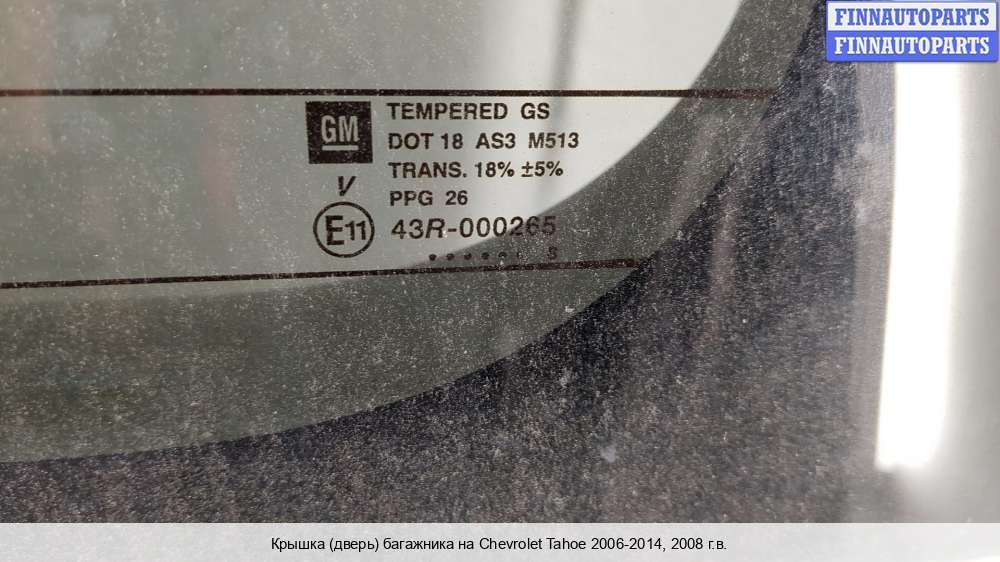 FINNAUTOPARTS
FINNAUTOPARTS
GM
TEMPERED GS
DOT 18 AS3 M513
TRANS. 18% ±5%
PPG 26
V
E11 43R-000265
...... 8
Крышка (дверь) багажника на Chevrolet Tahoe 2006-2014, 2008 г.в.